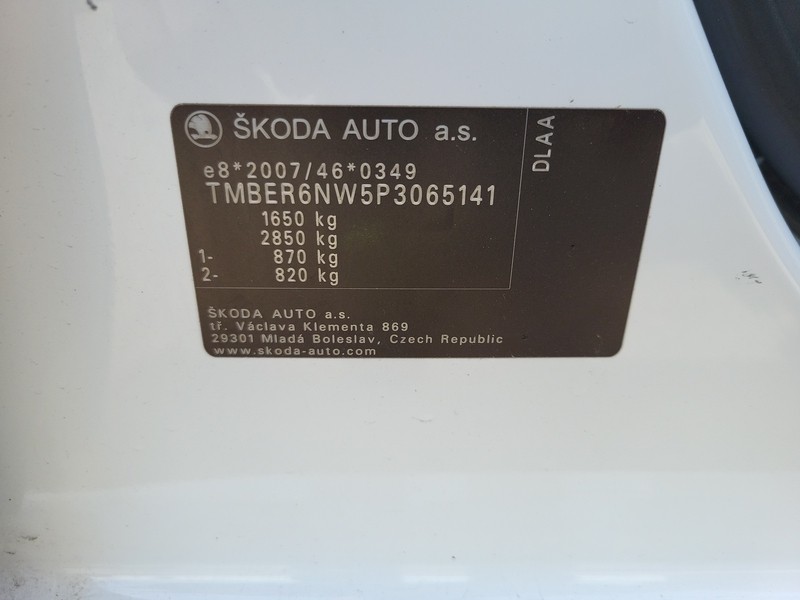 ŠKODA AUTO a.s.
DLAA
e8*2007/46*0349
TMBER6NW5P3065141
1650 kg
2850 kg
1- 870 kg
2- 820 kg
ŠKODA AUTO a.s.
tř. Václava Klementa 869
29301 Mladá Boleslav, Czech Republic
www.skoda-auto.com